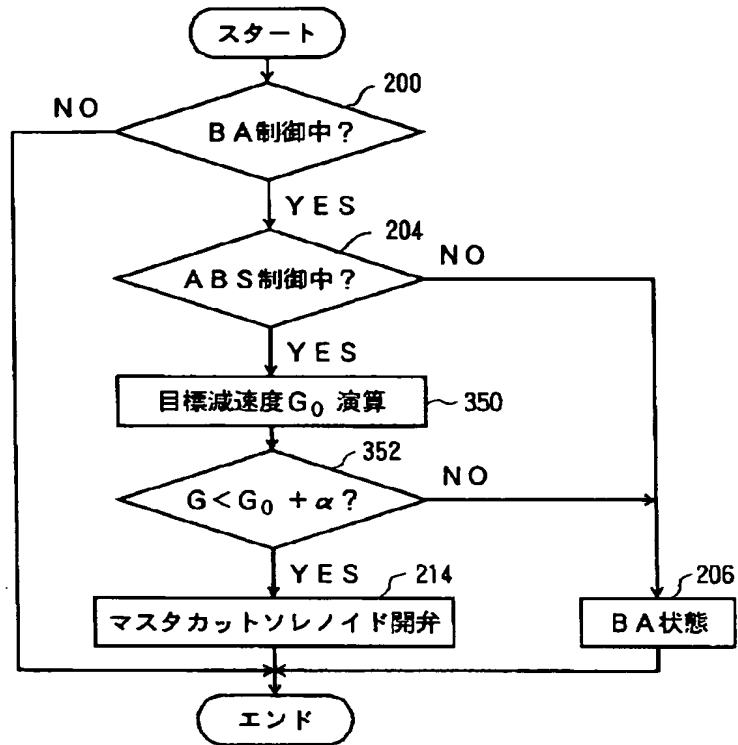 スタート
200
NO
BA制御中?
YES
204
NO
ABS制御中?
YES
目標減速度G₀ 演算
350
352
NO
G<G₀ +α?
YES
214
206
マスタカットソレノイド開弁
BA状態
エンド